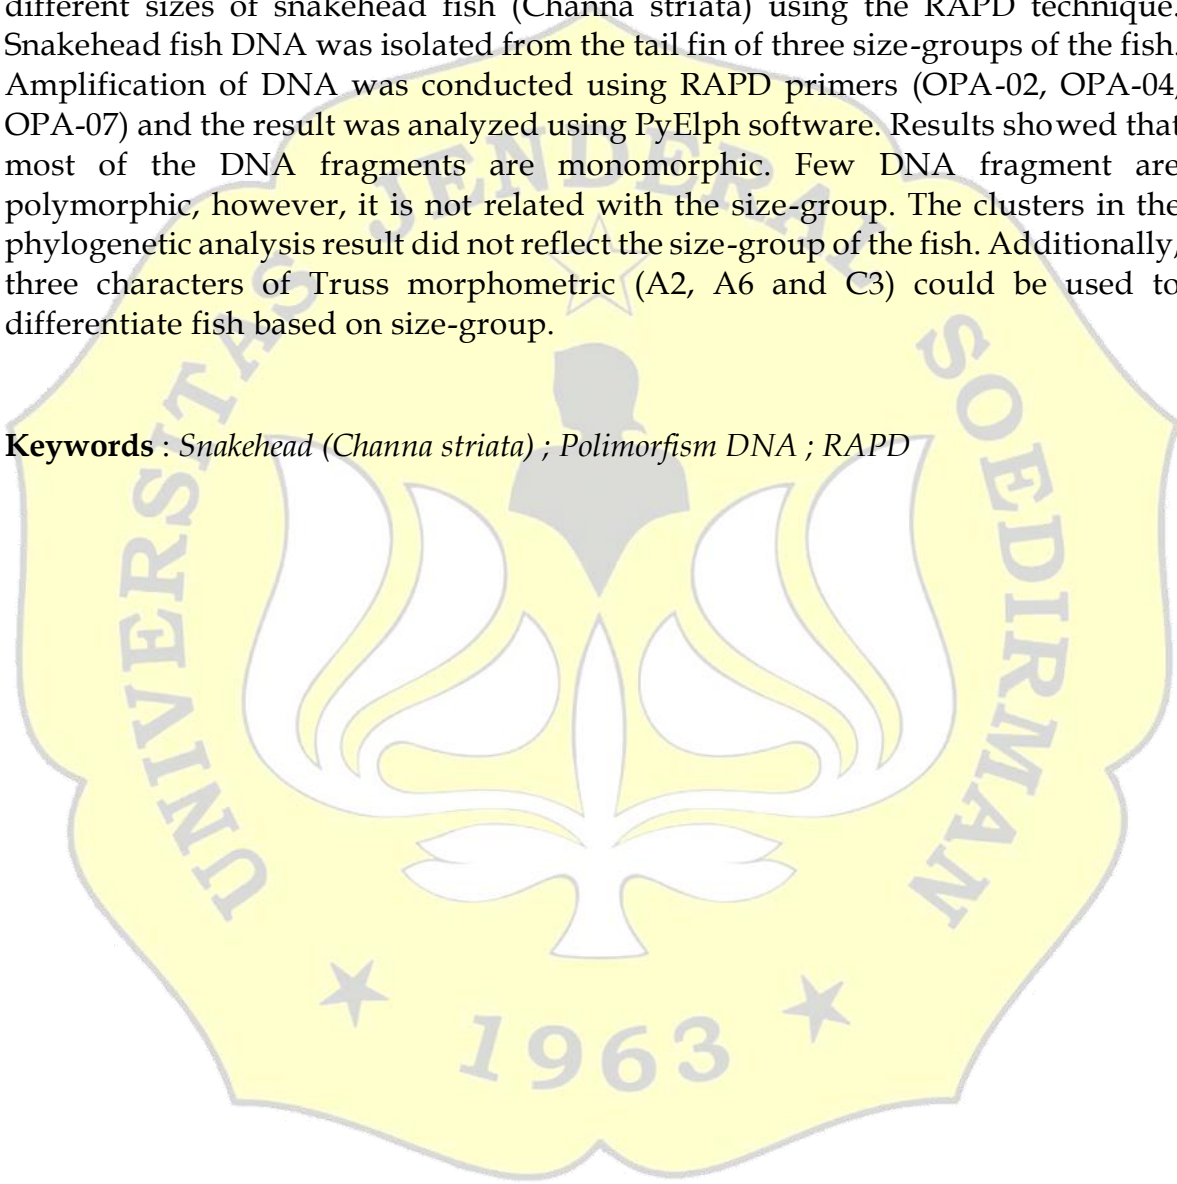 different sizes of snakehead fish (Channa striata) using the RAPD technique.
Snakehead fish DNA was isolated from the tail fin of three size-groups of the fish.
Amplification of DNA was conducted using RAPD primers (OPA-02, OPA-04,
OPA-07) and the result was analyzed using PyElph software. Results showed that
most of the DNA fragments are monomorphic. Few DNA fragment are
polymorphic, however, it is not related with the size-group. The clusters in the
phylogenetic analysis result did not reflect the size-group of the fish. Additionally,
three characters of Truss morphometric (A2, A6 and C3) could be used to
differentiate fish based on size-group.
Keywords : Snakehead (Channa striata) ; Polimorfism DNA ; RAPD
UNIVERSITAS JENDERAL SOEDIRMAN
1963